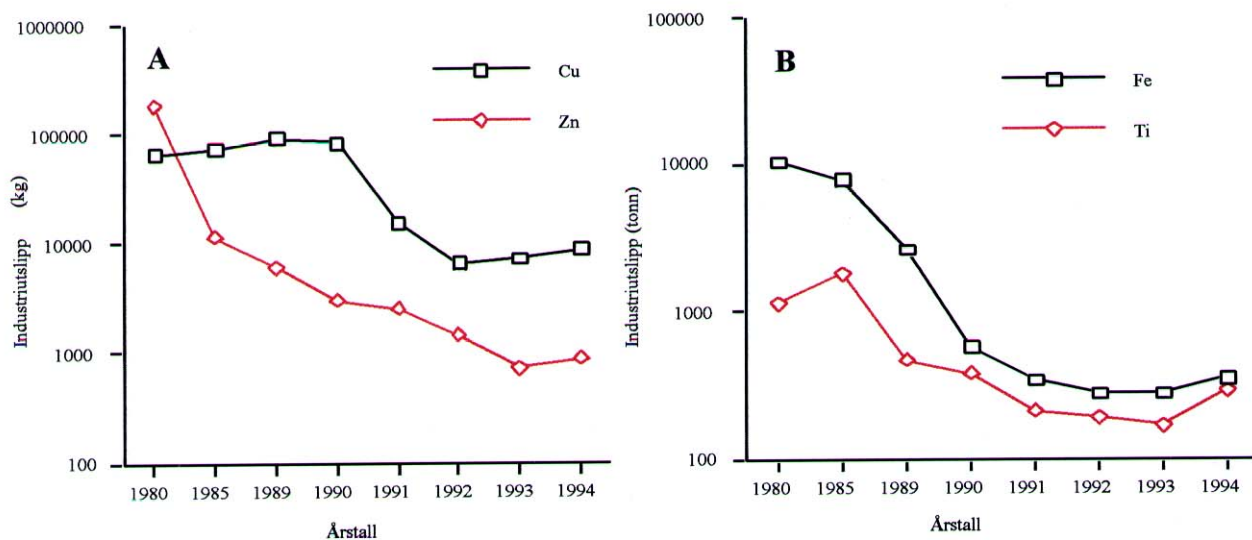 A
Cu
Zn
1000000
100000
10000
1000
100
Industriutslipp (kg)
1980 1985 1989 1990 1991 1992 1993 1994
Årstall
B
Fe
Ti
100000
10000
1000
100
Industriutslipp (tonn)
1980 1985 1989 1990 1991 1992 1993 1994
Årstall